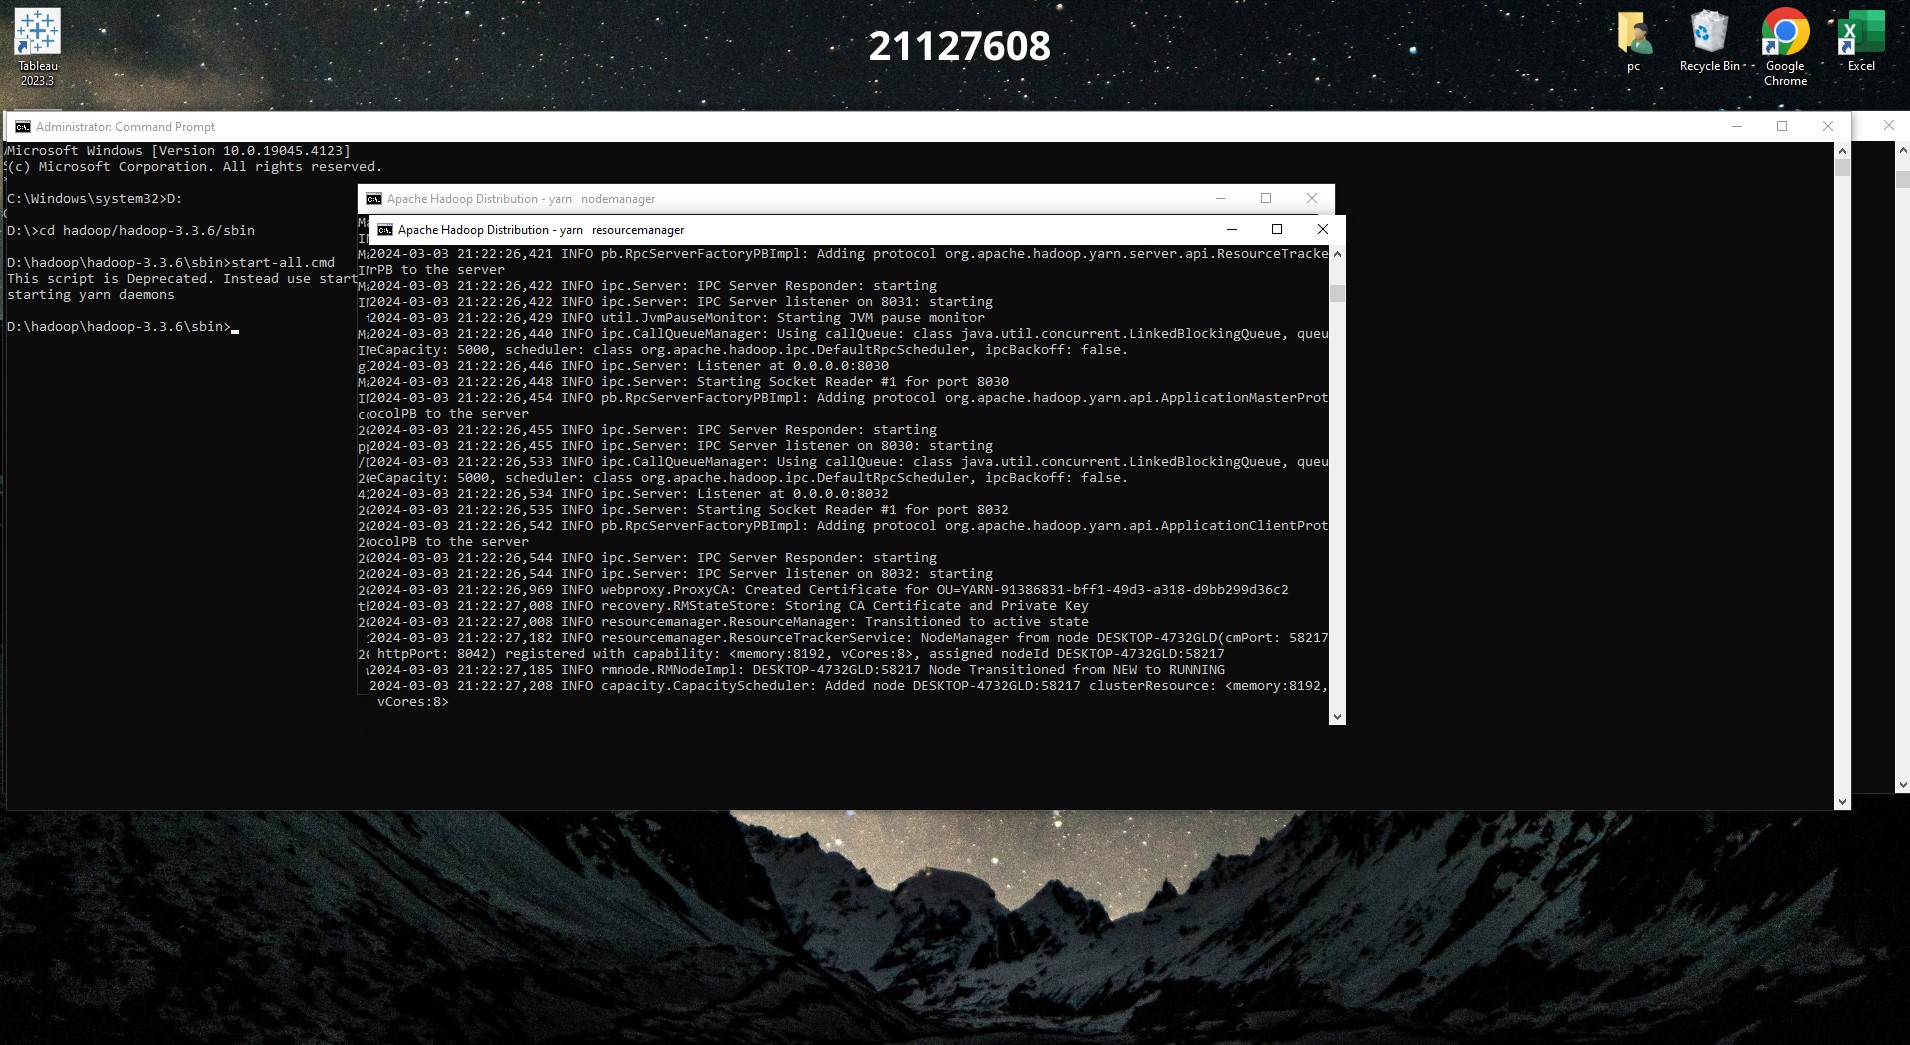 Tableau
2023.3
21127608
pc
Recycle Bin
Google
Chrome
Excel
Administrator: Command Prompt
Microsoft Windows [Version 10.0.19045.4123]
(c) Microsoft Corporation. All rights reserved.
C:\Windows\system32>D:
D:\>cd hadoop/hadoop-3.3.6/sbin
D:\hadoop\hadoop-3.3.6\sbin>start-all.cmd
This script is Deprecated. Instead use start
starting yarn daemons
D:\hadoop\hadoop-3.3.6\sbin>
Apache Hadoop Distribution - yarn   nodemanager
Apache Hadoop Distribution - yarn   resourcemanager
2024-03-03 21:22:26,421 INFO pb.RpcServerFactoryPBImpl: Adding protocol org.apache.hadoop.yarn.server.api.ResourceTracke
rPB to the server
2024-03-03 21:22:26,422 INFO ipc.Server: IPC Server Responder: starting
2024-03-03 21:22:26,422 INFO ipc.Server: IPC Server listener on 8031: starting
2024-03-03 21:22:26,429 INFO util.JvmPauseMonitor: Starting JVM pause monitor
2024-03-03 21:22:26,440 INFO ipc.CallQueueManager: Using callQueue: class java.util.concurrent.LinkedBlockingQueue, queu
eCapacity: 5000, scheduler: class org.apache.hadoop.ipc.DefaultRpcScheduler, ipcBackoff: false.
2024-03-03 21:22:26,446 INFO ipc.Server: Listener at 0.0.0.0:8030
2024-03-03 21:22:26,448 INFO ipc.Server: Starting Socket Reader #1 for port 8030
2024-03-03 21:22:26,454 INFO pb.RpcServerFactoryPBImpl: Adding protocol org.apache.hadoop.yarn.api.ApplicationMasterProt
ocolPB to the server
2024-03-03 21:22:26,455 INFO ipc.Server: IPC Server Responder: starting
2024-03-03 21:22:26,455 INFO ipc.Server: IPC Server listener on 8030: starting
2024-03-03 21:22:26,533 INFO ipc.CallQueueManager: Using callQueue: class java.util.concurrent.LinkedBlockingQueue, queu
eCapacity: 5000, scheduler: class org.apache.hadoop.ipc.DefaultRpcScheduler, ipcBackoff: false.
2024-03-03 21:22:26,534 INFO ipc.Server: Listener at 0.0.0.0:8032
2024-03-03 21:22:26,535 INFO ipc.Server: Starting Socket Reader #1 for port 8032
2024-03-03 21:22:26,542 INFO pb.RpcServerFactoryPBImpl: Adding protocol org.apache.hadoop.yarn.api.ApplicationClientProt
ocolPB to the server
2024-03-03 21:22:26,544 INFO ipc.Server: IPC Server Responder: starting
2024-03-03 21:22:26,544 INFO ipc.Server: IPC Server listener on 8032: starting
2024-03-03 21:22:26,969 INFO webproxy.ProxyCA: Created Certificate for OU=YARN-91386831-bff1-49d3-a318-d9bb299d36c2
2024-03-03 21:22:27,008 INFO recovery.RMStateStore: Storing CA Certificate and Private Key
2024-03-03 21:22:27,008 INFO resourcemanager.ResourceManager: Transitioned to active state
2024-03-03 21:22:27,182 INFO resourcemanager.ResourceTrackerService: NodeManager from node DESKTOP-4732GLD(cmPort: 58217
httpPort: 8042) registered with capability: <memory:8192, vCores:8>, assigned nodeId DESKTOP-4732GLD:58217
2024-03-03 21:22:27,185 INFO rmnode.RMNodeImpl: DESKTOP-4732GLD:58217 Node Transitioned from NEW to RUNNING
2024-03-03 21:22:27,208 INFO capacity.CapacityScheduler: Added node DESKTOP-4732GLD:58217 clusterResource: <memory:8192,
vCores:8>